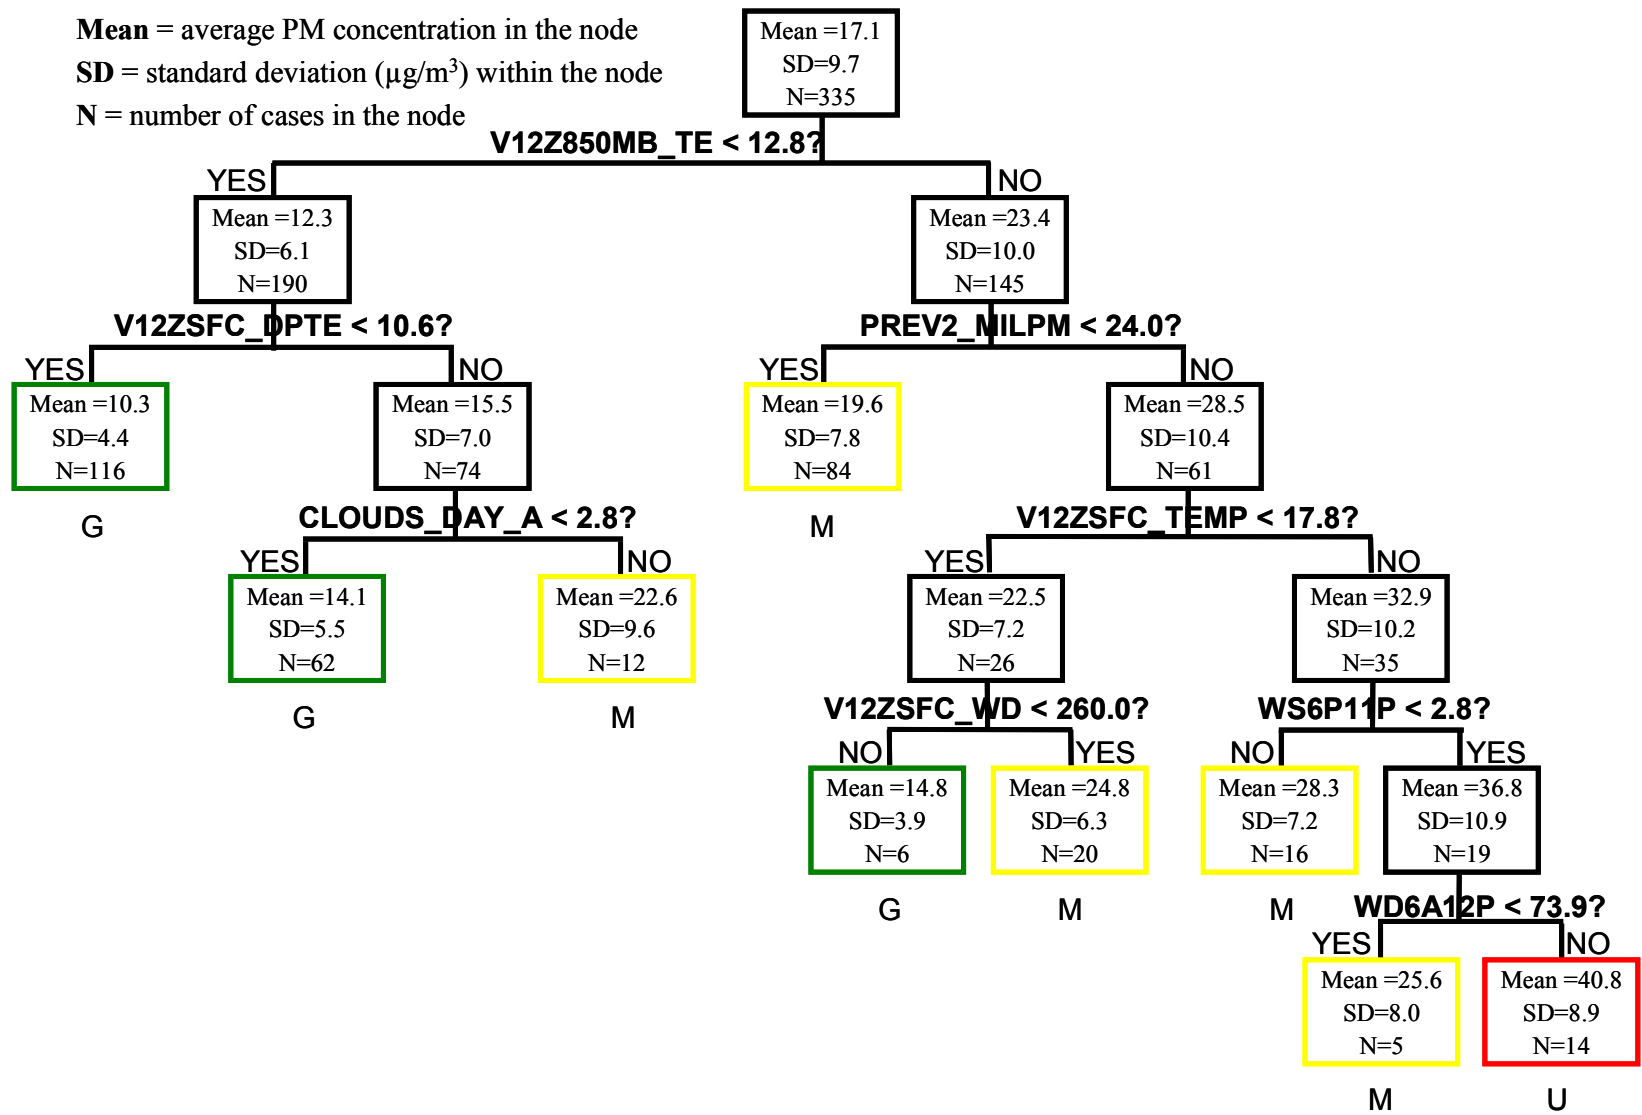 Mean = average PM concentration in the node
SD = standard deviation (µg/m³) within the node
N = number of cases in the node
Mean =17.1
SD=9.7
N=335
V12Z850MB_TE < 12.8?
YES
NO
Mean =12.3
SD=6.1
N=190
Mean =23.4
SD=10.0
N=145
V12ZSFC_DPTE < 10.6?
PREV2_MILPM < 24.0?
YES
NO
YES
NO
Mean =10.3
SD=4.4
N=116
Mean =15.5
SD=7.0
N=74
Mean =19.6
SD=7.8
N=84
Mean =28.5
SD=10.4
N=61
G
M
CLOUDS_DAY_A < 2.8?
V12ZSFC_TEMP < 17.8?
YES
NO
YES
NO
Mean =14.1
SD=5.5
N=62
Mean =22.6
SD=9.6
N=12
Mean =22.5
SD=7.2
N=26
Mean =32.9
SD=10.2
N=35
G
M
V12ZSFC_WD < 260.0?
WS6P11P < 2.8?
NO
YES
NO
YES
Mean =14.8
SD=3.9
N=6
Mean =24.8
SD=6.3
N=20
Mean =28.3
SD=7.2
N=16
Mean =36.8
SD=10.9
N=19
G
M
M
WD6A12P < 73.9?
YES
NO
Mean =25.6
SD=8.0
N=5
Mean =40.8
SD=8.9
N=14
M
U